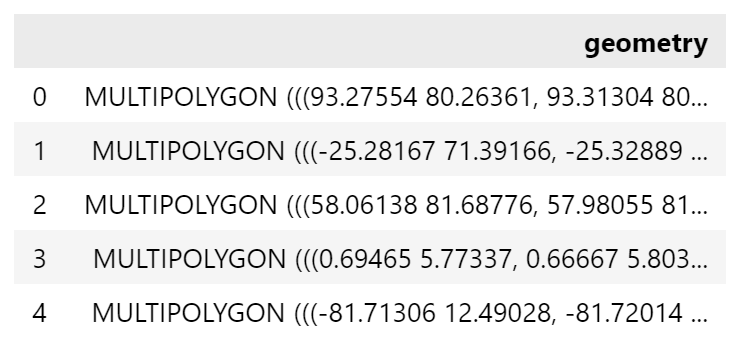 geometry
0 MULTIPOLYGON (((93.27554 80.26361, 93.31304 80...
1 MULTIPOLYGON (((-25.28167 71.39166, -25.32889 ...
2 MULTIPOLYGON (((58.06138 81.68776, 57.98055 81...
3 MULTIPOLYGON (((0.69465 5.77337, 0.66667 5.803...
4 MULTIPOLYGON (((-81.71306 12.49028, -81.72014 ...